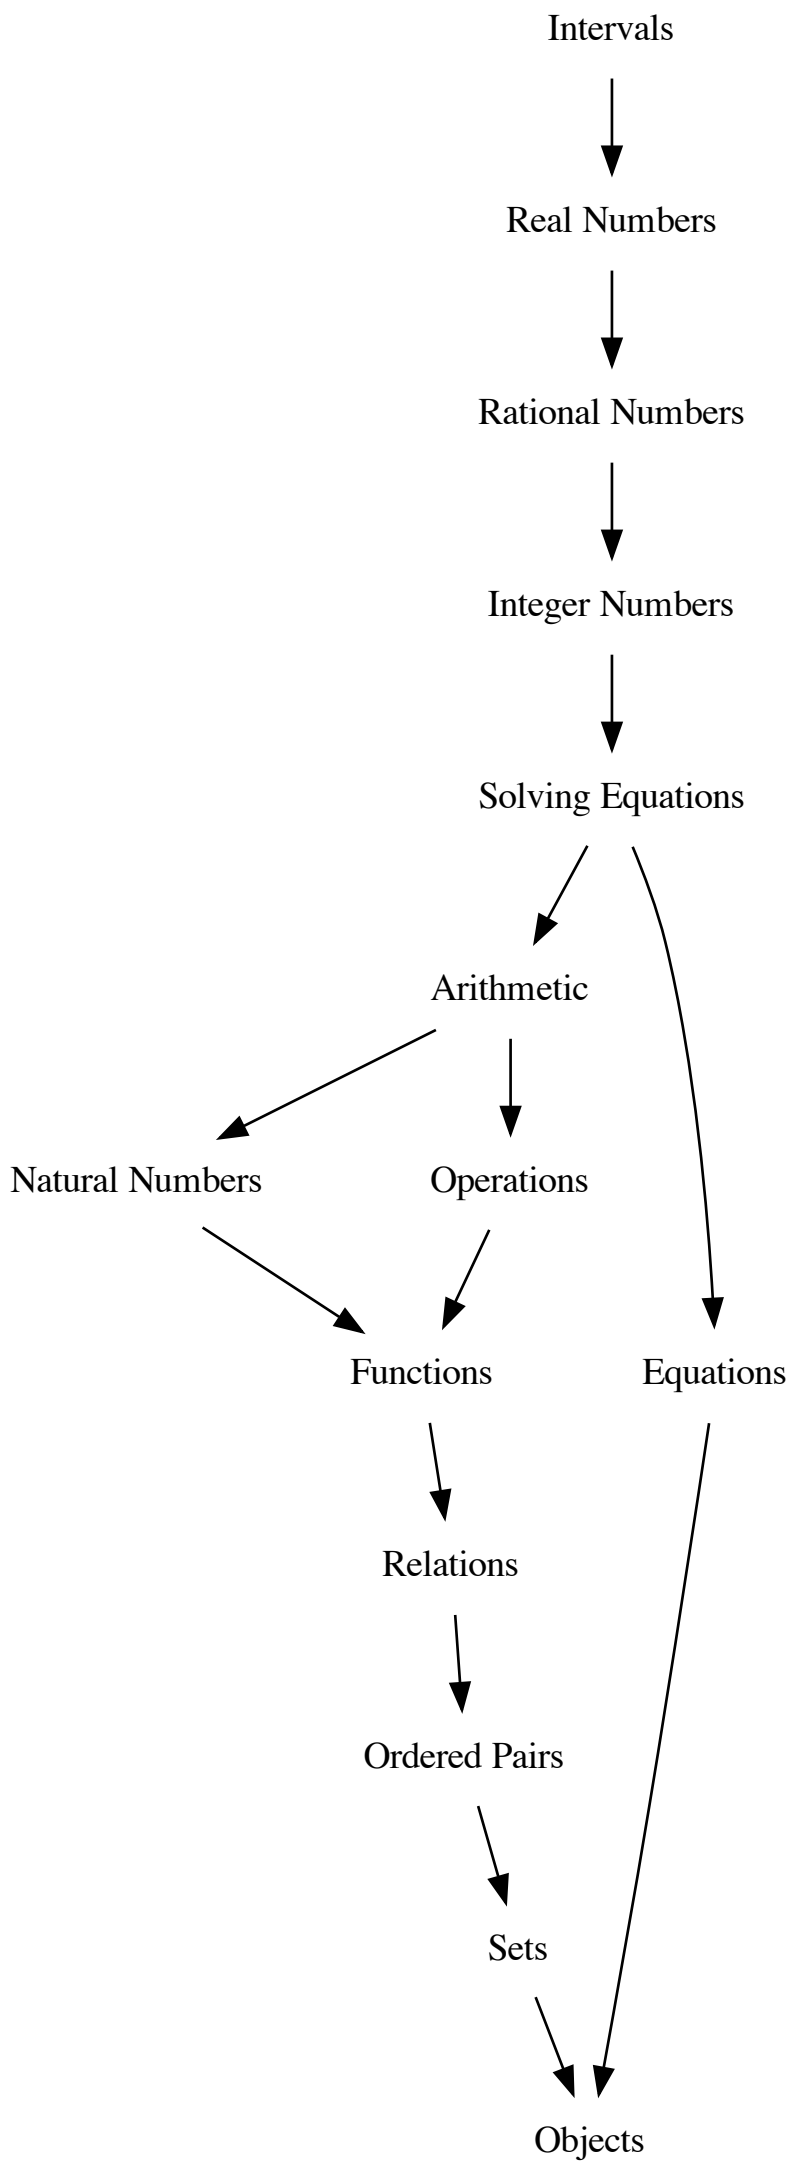 Intervals
Real Numbers
Rational Numbers
Integer Numbers
Solving Equations
Arithmetic
Natural Numbers
Operations
Functions
Equations
Relations
Ordered Pairs
Sets
Objects